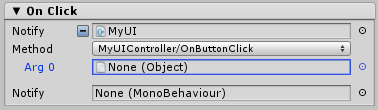 On Click
Notify MyUI
Method MyUIController/OnButtonClick
Arg 0 None (Object)
Notify None (MonoBehaviour)